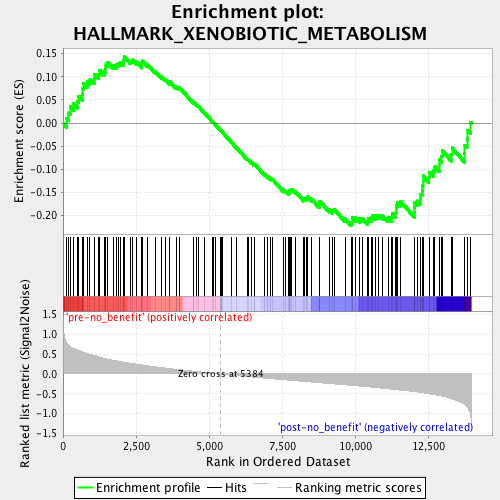 Enrichment plot:
HALLMARK_XENOBIOTIC_METABOLISM
Enrichment score (ES)
0.15
0.10
0.05
0.00
-0.05
-0.10
-0.15
-0.20
'pre-no_benefit' (positively correlated)
Ranked list metric (Signal2Noise)
1.5
1.0
0.5
0.0
-0.5
-1.0
-1.5
Zero cross at 5384
'post-no_benefit' (negatively correlated)
0
2,500
5,000
7,500
10,000
12,500
Rank in Ordered Dataset
Enrichment profile
Hits
Ranking metric scores